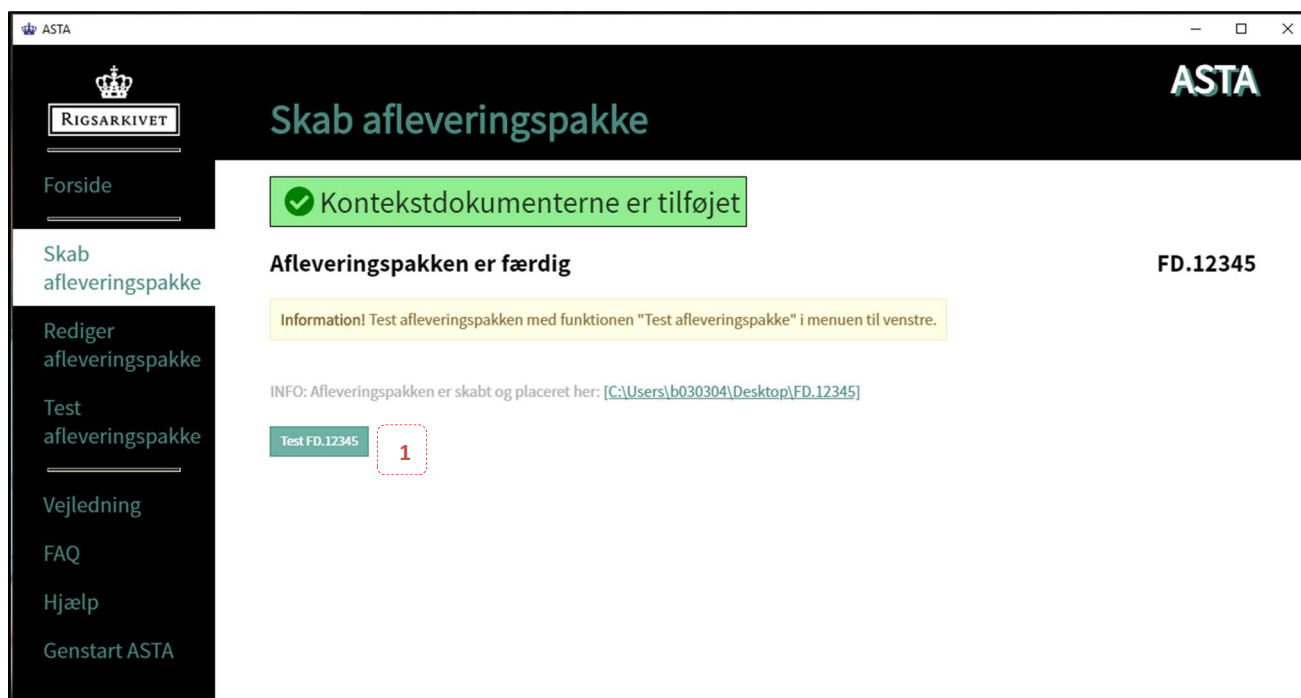 ASTA
RIGSARKIVET
ASTA
Skab afleveringspakke
Forside
Skab
afleveringspakke
Rediger
afleveringspakke
Test
afleveringspakke
Vejledning
FAQ
Hjælp
Genstart ASTA
Kontekstdokumenterne er tilføjet
Afleveringspakken er færdig
FD.12345
Information! Test afleveringspakken med funktionen "Test afleveringspakke" i menuen til venstre.
INFO: Afleveringspakken er skabt og placeret her: [C:\Users\b030304\Desktop\FD.12345]
Test FD.12345
1